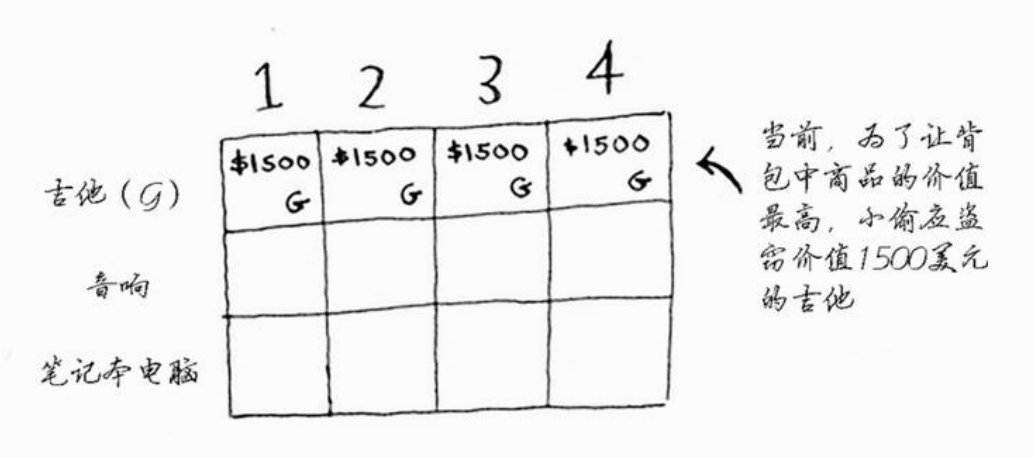 1 2 3 4
吉他（G） $1500 $1500 $1500 $1500
G G G G
音响
笔记本电脑
当前，为了让背
包中商品的价值
最高，小偷应盗
窃价值1500美元
的吉他